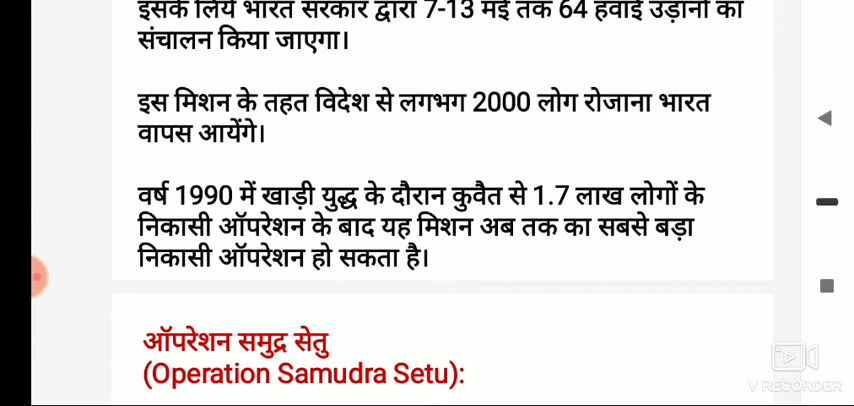 इसके लिये भारत सरकार द्वारा 7-13 मई तक 64 हवाई उड़ानों का
संचालन किया जाएगा।
इस मिशन के तहत विदेश से लगभग 2000 लोग रोजाना भारत
वापस आयेंगे।
वर्ष 1990 में खाड़ी युद्ध के दौरान कुवैत से 1.7 लाख लोगों के
निकासी ऑपरेशन के बाद यह मिशन अब तक का सबसे बड़ा
निकासी ऑपरेशन हो सकता है।
ऑपरेशन समुद्र सेतु
(Operation Samudra Setu):
V RECORDER